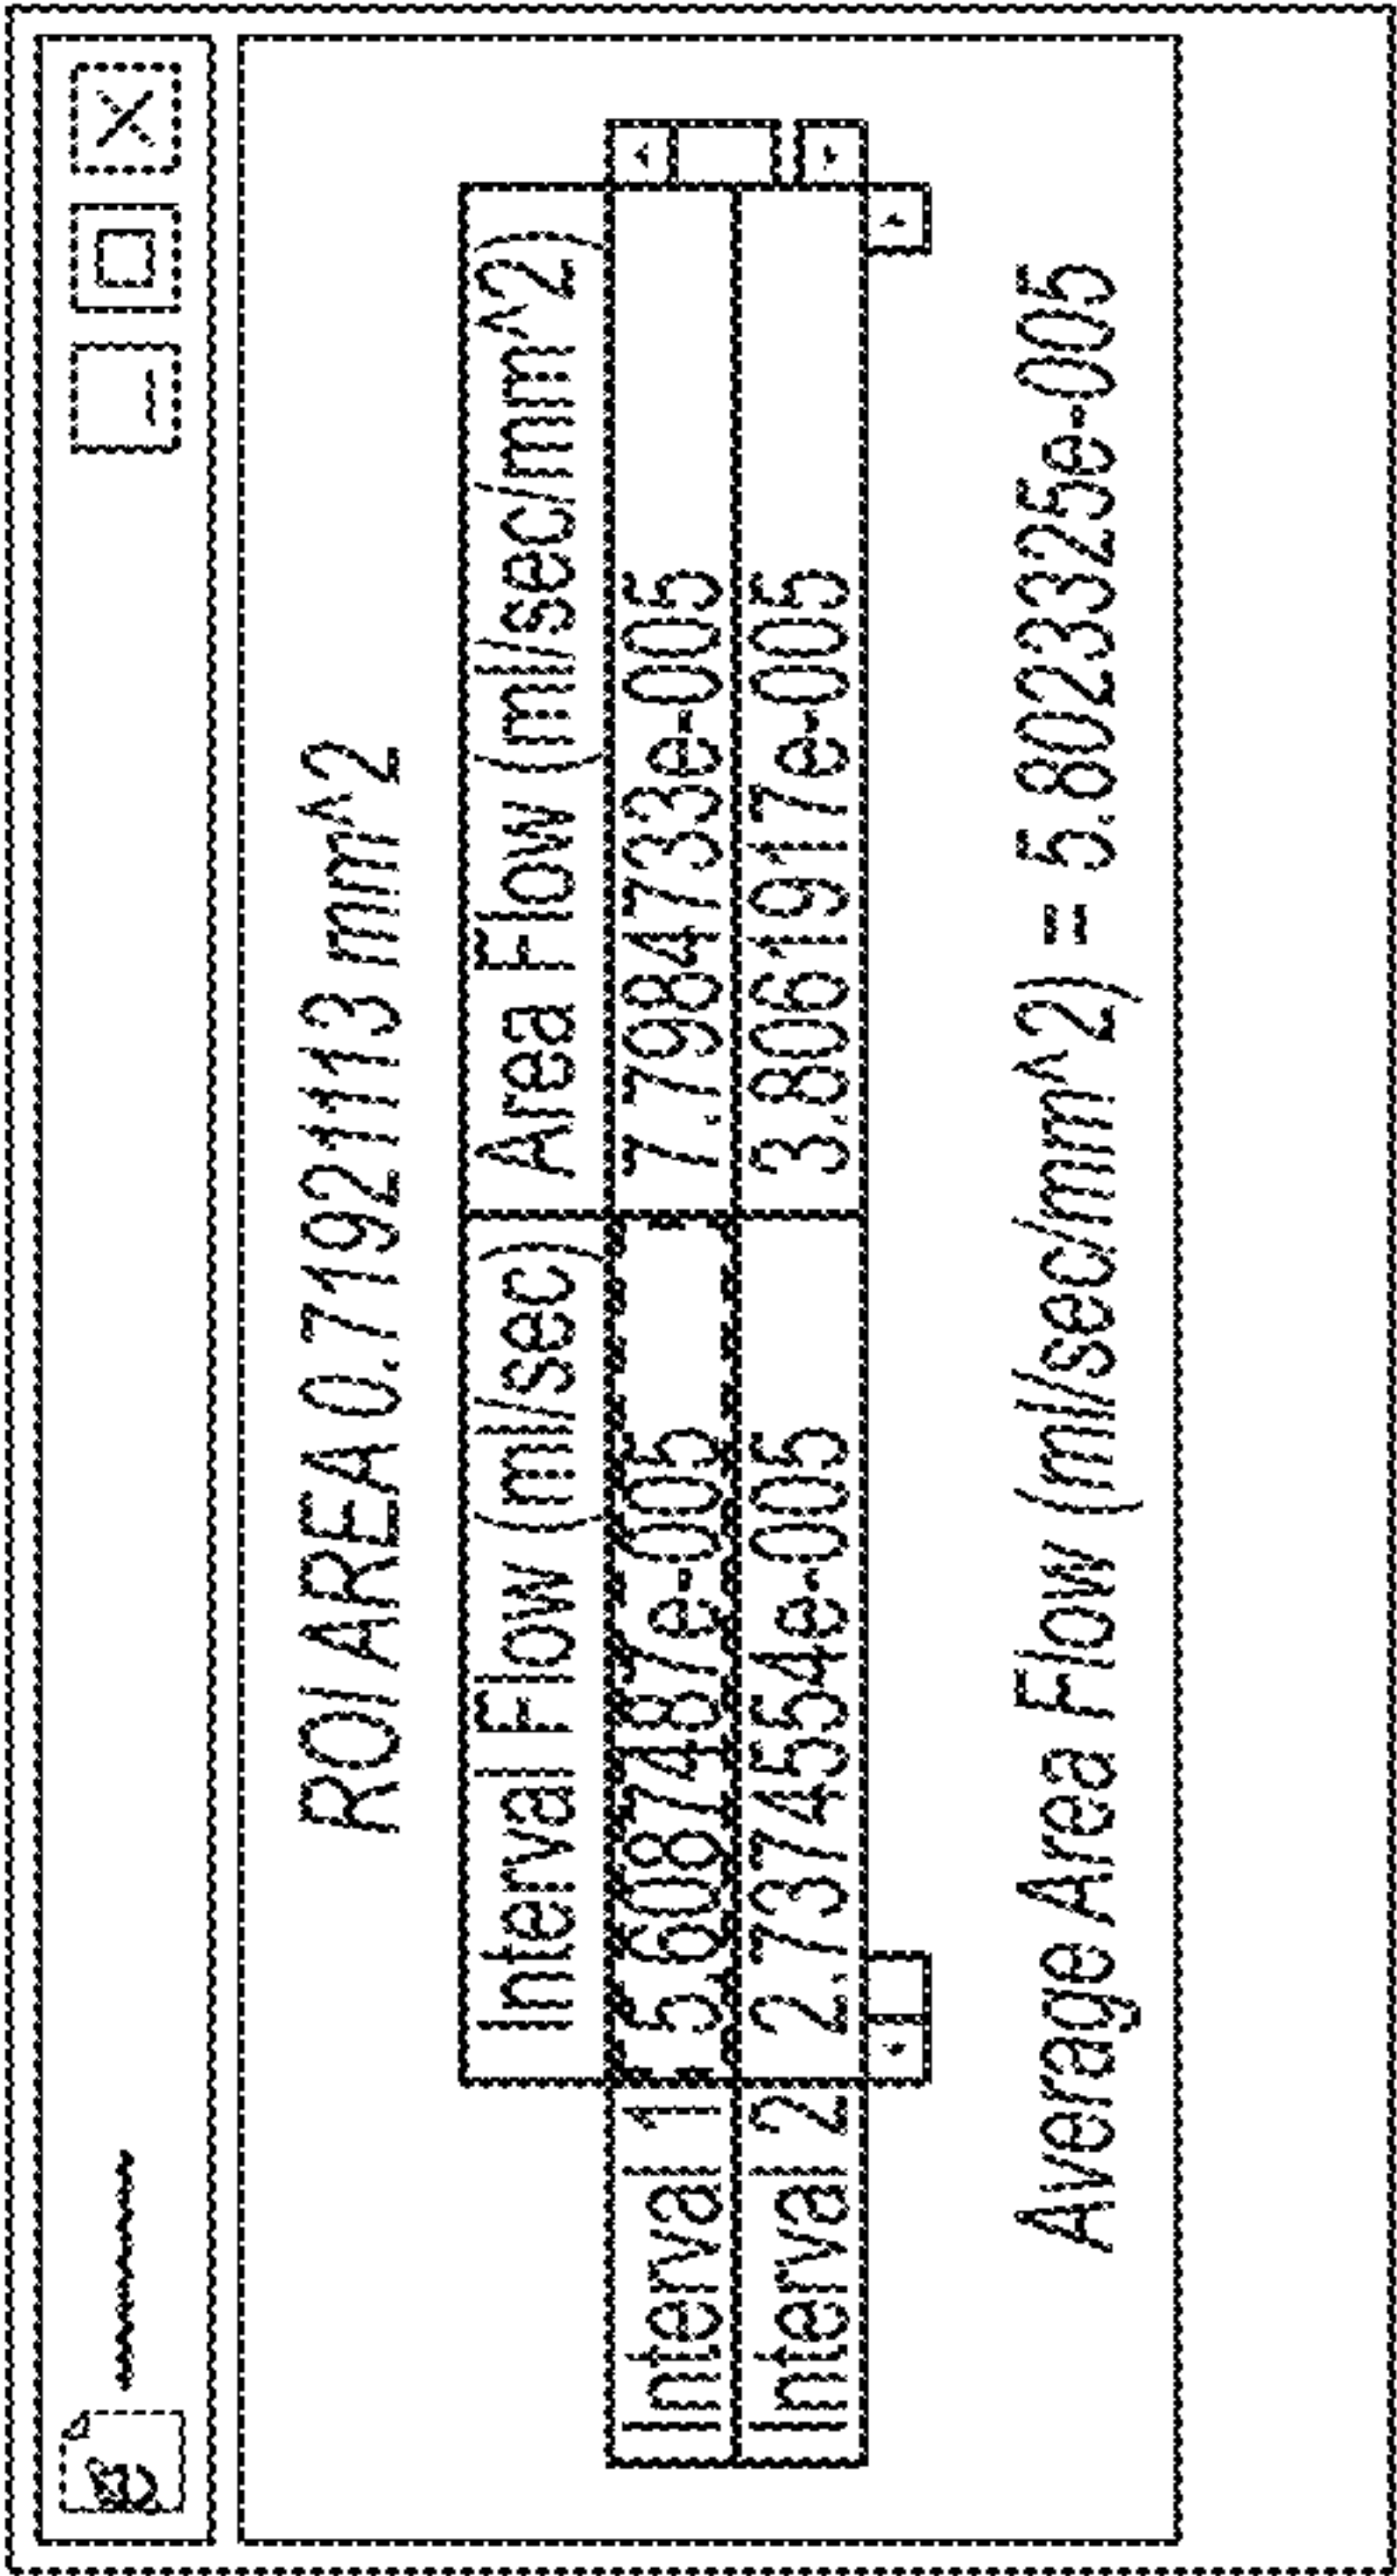 ROI AREA 0.71921113 mm^2
Interval Flow (ml/sec) Area Flow (ml/sec/mm^2)
Interval 1 5.6087487e-005 7.7984733e-005
Interval 2 2.7374554e-005 3.8061917e-005
Average Area Flow (ml/sec/mm^2) = 5.8023325e-005